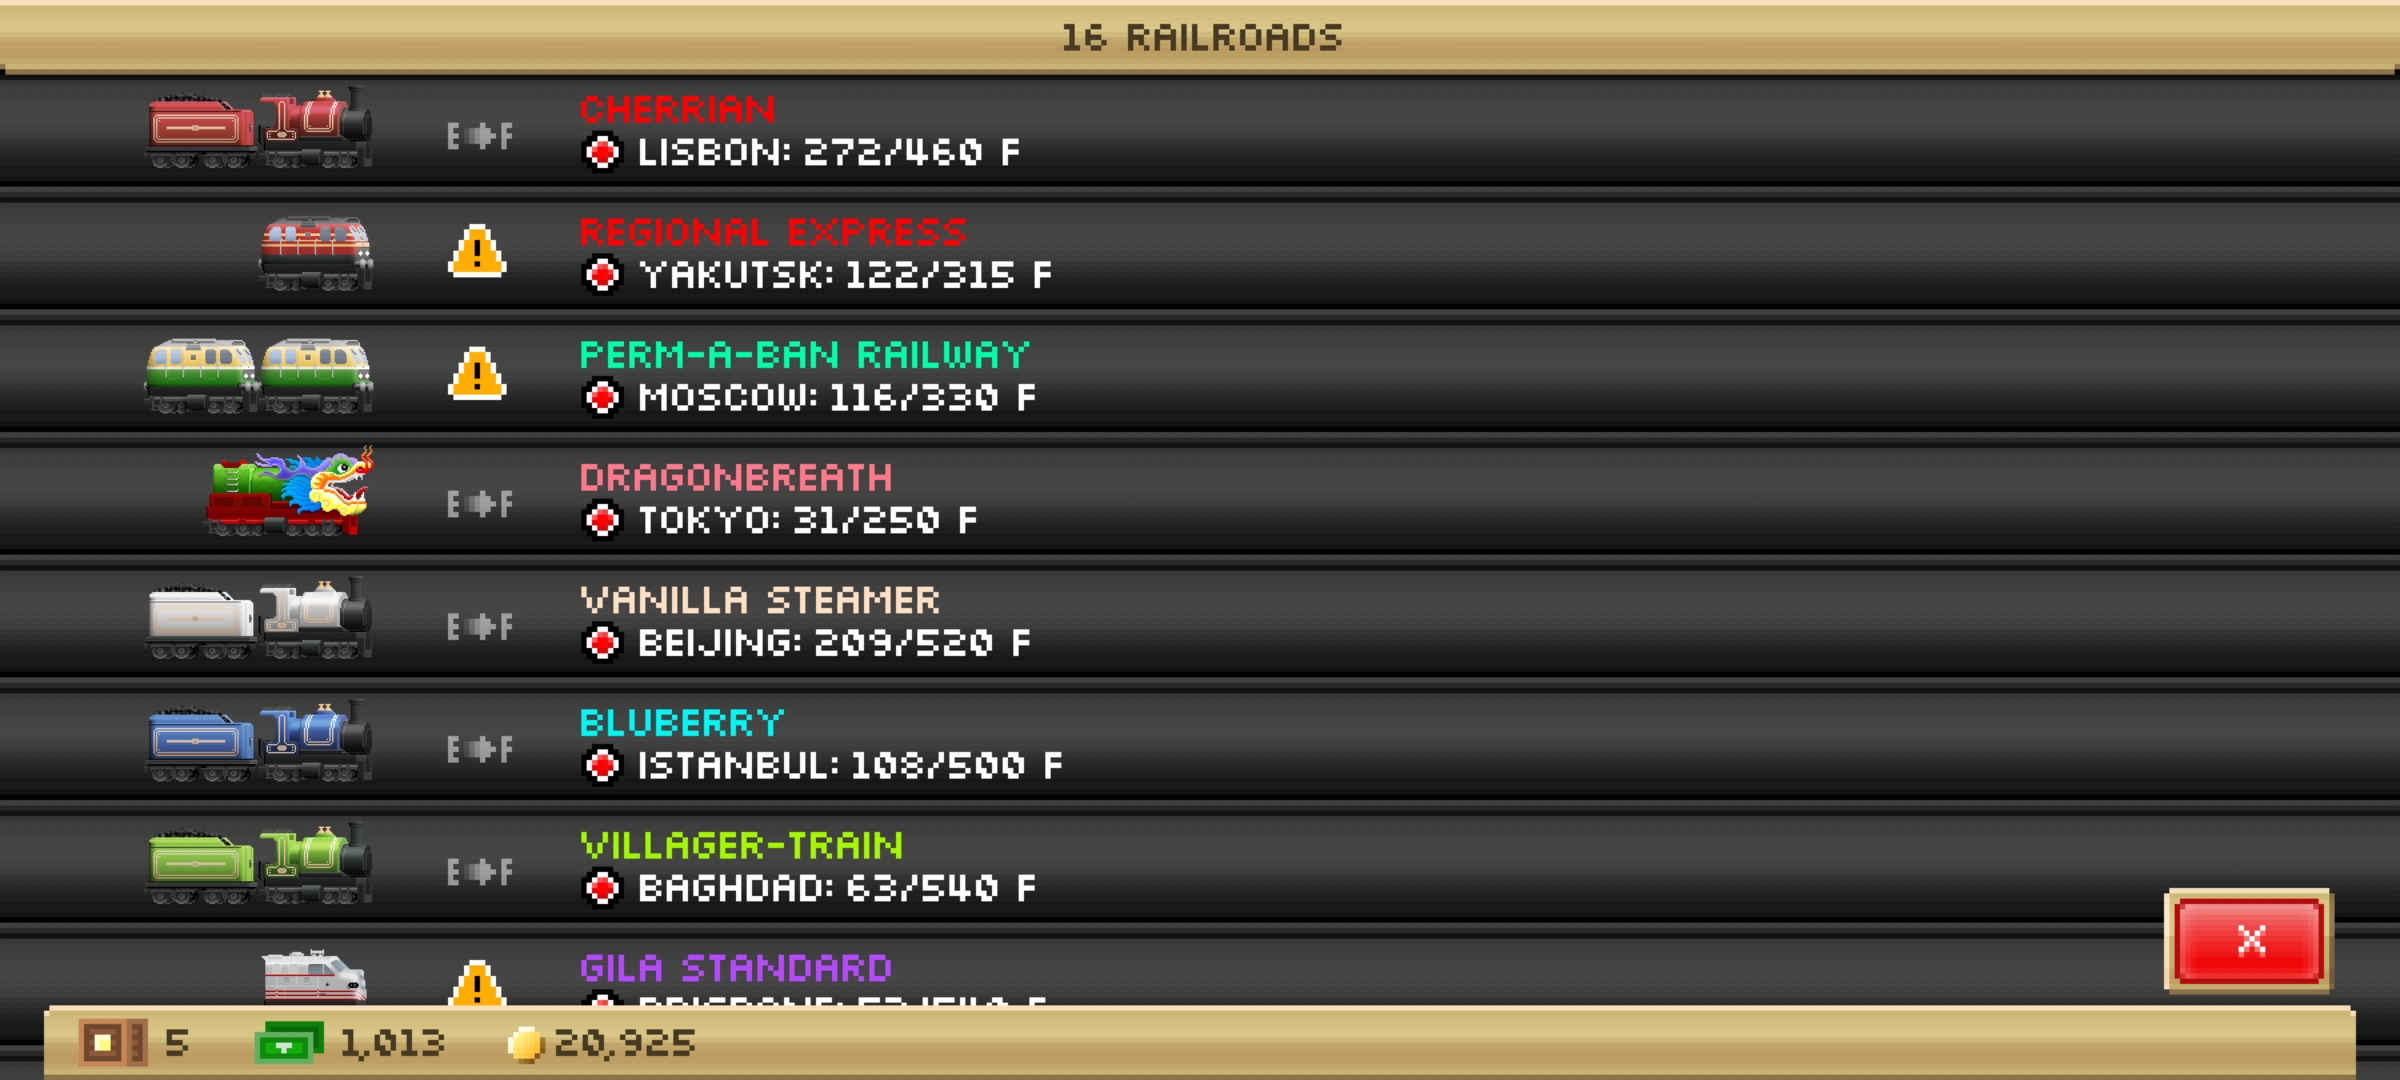 16 RAILROADS
CHERRIAN
E F
LISBON: 272/460 F
REGIONAL EXPRESS
YAKUTSK: 122/315 F
PERM-A-BAN RAILWAY
MOSCOW: 116/330 F
DRAGONBREATH
E F
TOKYO: 31/250 F
VANILLA STEAMER
E F
BEIJING: 209/520 F
BLUBERRY
E F
ISTANBUL: 108/500 F
VILLAGER-TRAIN
E F
BAGHDAD: 63/540 F
GILA STANDARD
X
5 1,013 20,925